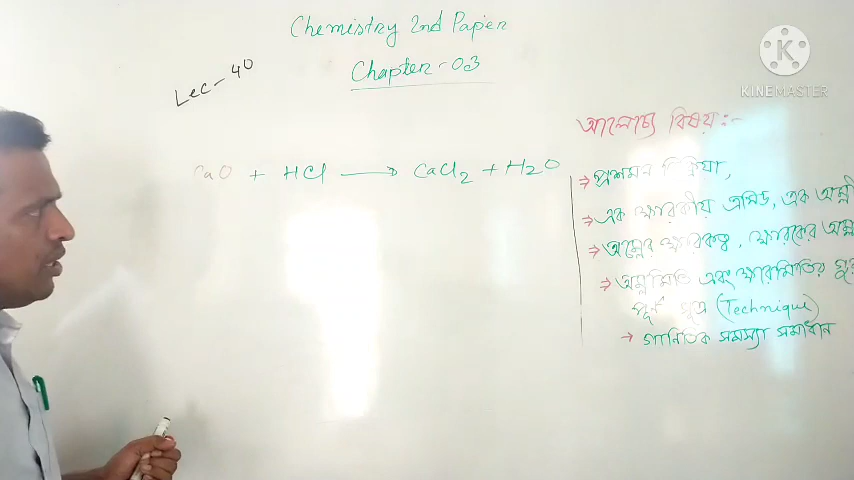 Chemistry 2nd Paper
Chapter-03
Lec-40
KINEMASTER
আলোচ্য বিষয়:-
CaO + HCl → CaCl2 + H2O
⇒ প্রশমন বিক্রিয়া,
⇒ এক ক্ষারকীয় এসিড, এক অম্লী
⇒ অম্লের ক্ষারকত্ব, ক্ষারকের অম্ল
⇒ অম্লমিতি এবং ক্ষারমিতির
সূত্র (Technique)
→ গানিতিক সমস্যা সমাধান